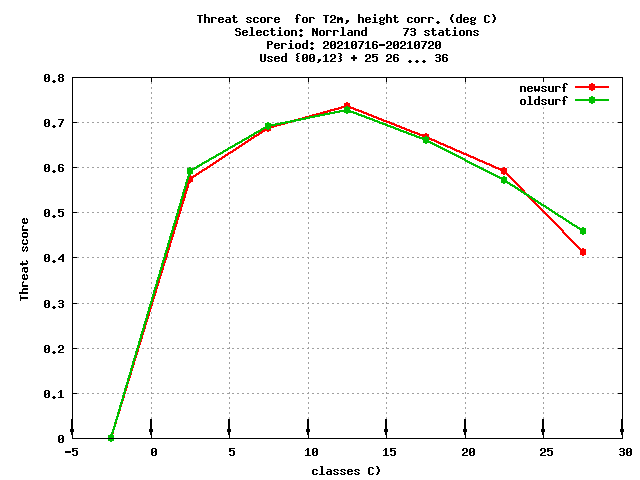 Threat score  for T2m, height corr. (deg C)
Selection: Norrland     73 stations
Period: 20210716-20210720
Used {00,12} + 25 26 ... 36
newsurf
oldsurf
0.8
0.7
0.6
0.5
0.4
0.3
0.2
0.1
0
Threat score
-5 0 5 10 15 20 25 30
classes C)